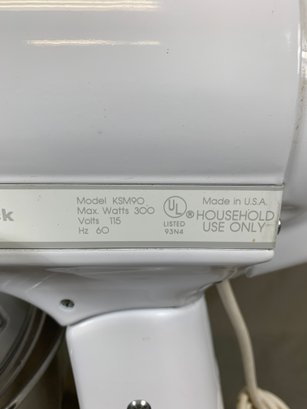 k
Model KSM90
Max. Watts 300
Volts 115
Hz 60
UL
LISTED
93N4
Made in U.S.A.
HOUSEHOLD
USE ONLY